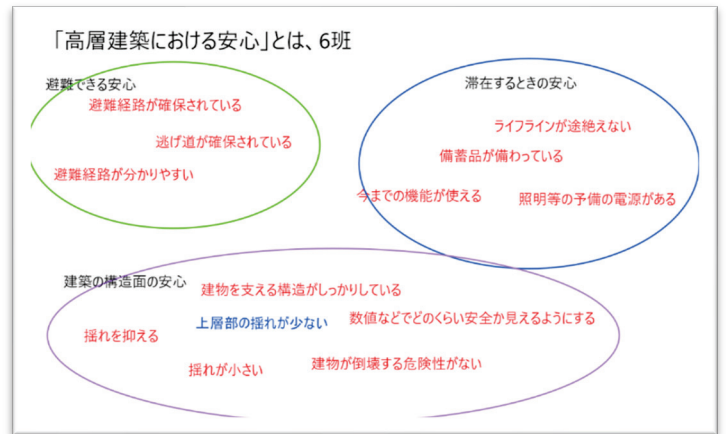 「高層建築における安心」とは、6班
避難できる安心
避難経路が確保されている
逃げ道が確保されている
避難経路が分かりやすい
滞在するときの安心
ライフラインが途絶えない
備蓄品が備わっている
今までの機能が使える
照明等の予備の電源がある
建築の構造面の安心
建物を支える構造がしっかりしている
上層部の揺れが少ない
数値などでどのくらい安全か見えるようにする
揺れを抑える
揺れが小さい
建物が倒壊する危険性がない